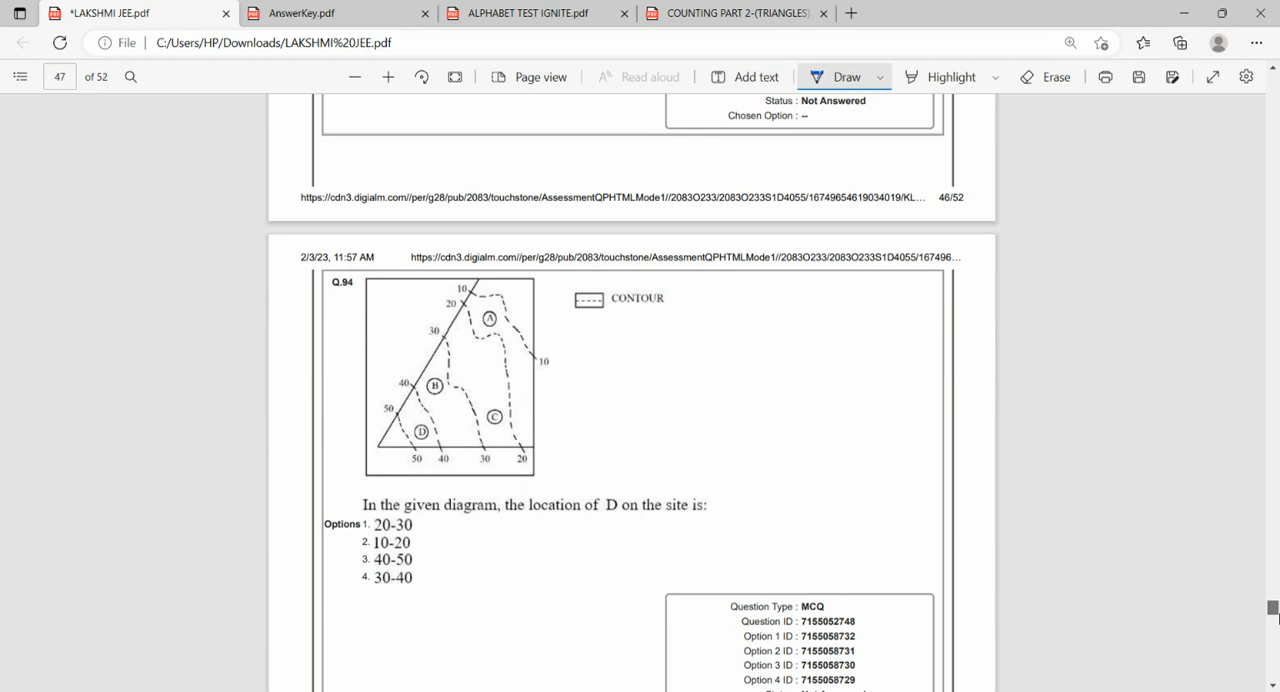 *LAKSHMI JEE.pdf
AnswerKey.pdf
ALPHABET TEST IGNITE.pdf
COUNTING PART 2-(TRIANGLES)
File
C:/Users/HP/Downloads/LAKSHMI%20JEE.pdf
47 of 52
Page view
Read aloud
Add text
Draw
Highlight
Erase
Status : Not Answered
Chosen Option : --
https://cdn3.digialm.com//per/g28/pub/2083/touchstone/AssessmentQPHTMLMode1//2083O233/2083O233S1D4055/16749654619034019/KL... 46/52
2/3/23, 11:57 AM https://cdn3.digialm.com//per/g28/pub/2083/touchstone/AssessmentQPHTMLMode1//2083O233/2083O233S1D4055/167496...
Q.94
CONTOUR
10
20
A
30
10
40
B
50
C
D
50 40 30 20
In the given diagram, the location of D on the site is:
Options 1. 20-30
2. 10-20
3. 40-50
4. 30-40
Question Type : MCQ
Question ID : 7155052748
Option 1 ID : 7155058732
Option 2 ID : 7155058731
Option 3 ID : 7155058730
Option 4 ID : 7155058729